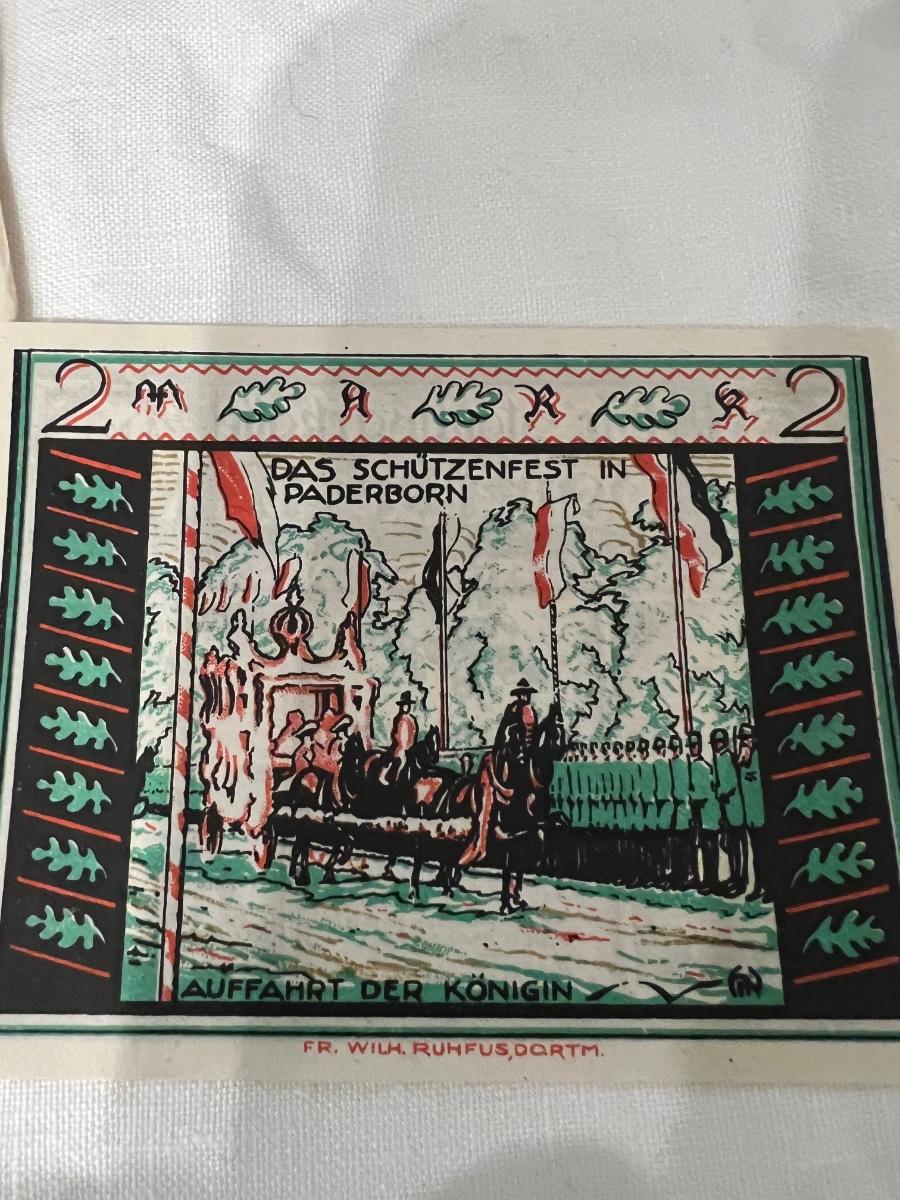 2 MARK 2
DAS SCHÜTZENFEST IN
PADERBORN
AUFFAHRT DER KÖNIGIN
FR. WILH. RUHFUS, DORTM.